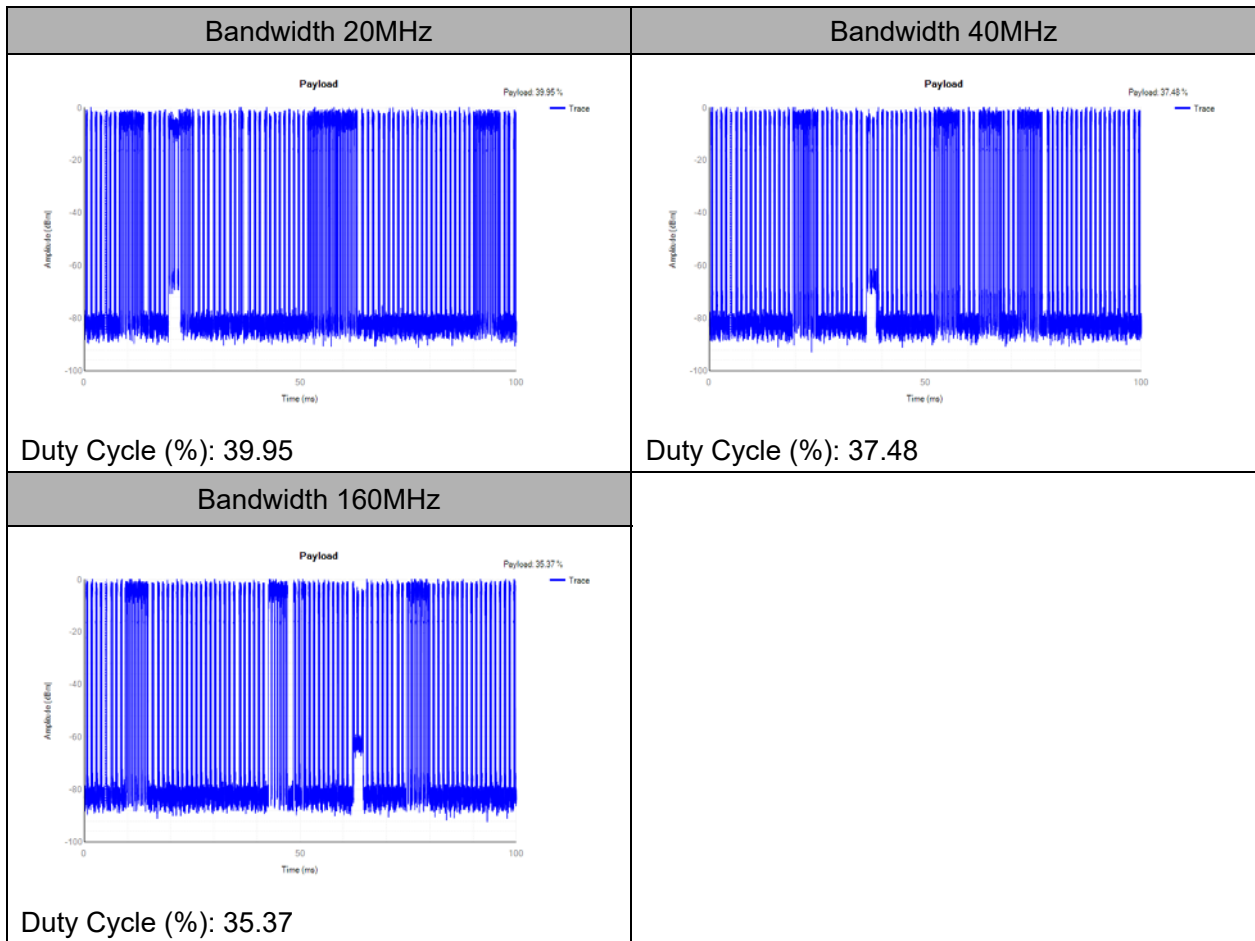 Bandwidth 20MHz
Payload
Payload: 39.95 %
Trace
0
-20
-40
-60
-80
-100
Amplitude [dBm]
0
50
100
Time (ms)
Duty Cycle (%): 39.95
Bandwidth 40MHz
Payload
Payload: 37.48 %
Trace
0
-20
-40
-60
-80
-100
Amplitude [dBm]
0
50
100
Time (ms)
Duty Cycle (%): 37.48
Bandwidth 160MHz
Payload
Payload: 35.37 %
Trace
0
-20
-40
-60
-80
-100
Amplitude [dBm]
0
50
100
Time (ms)
Duty Cycle (%): 35.37